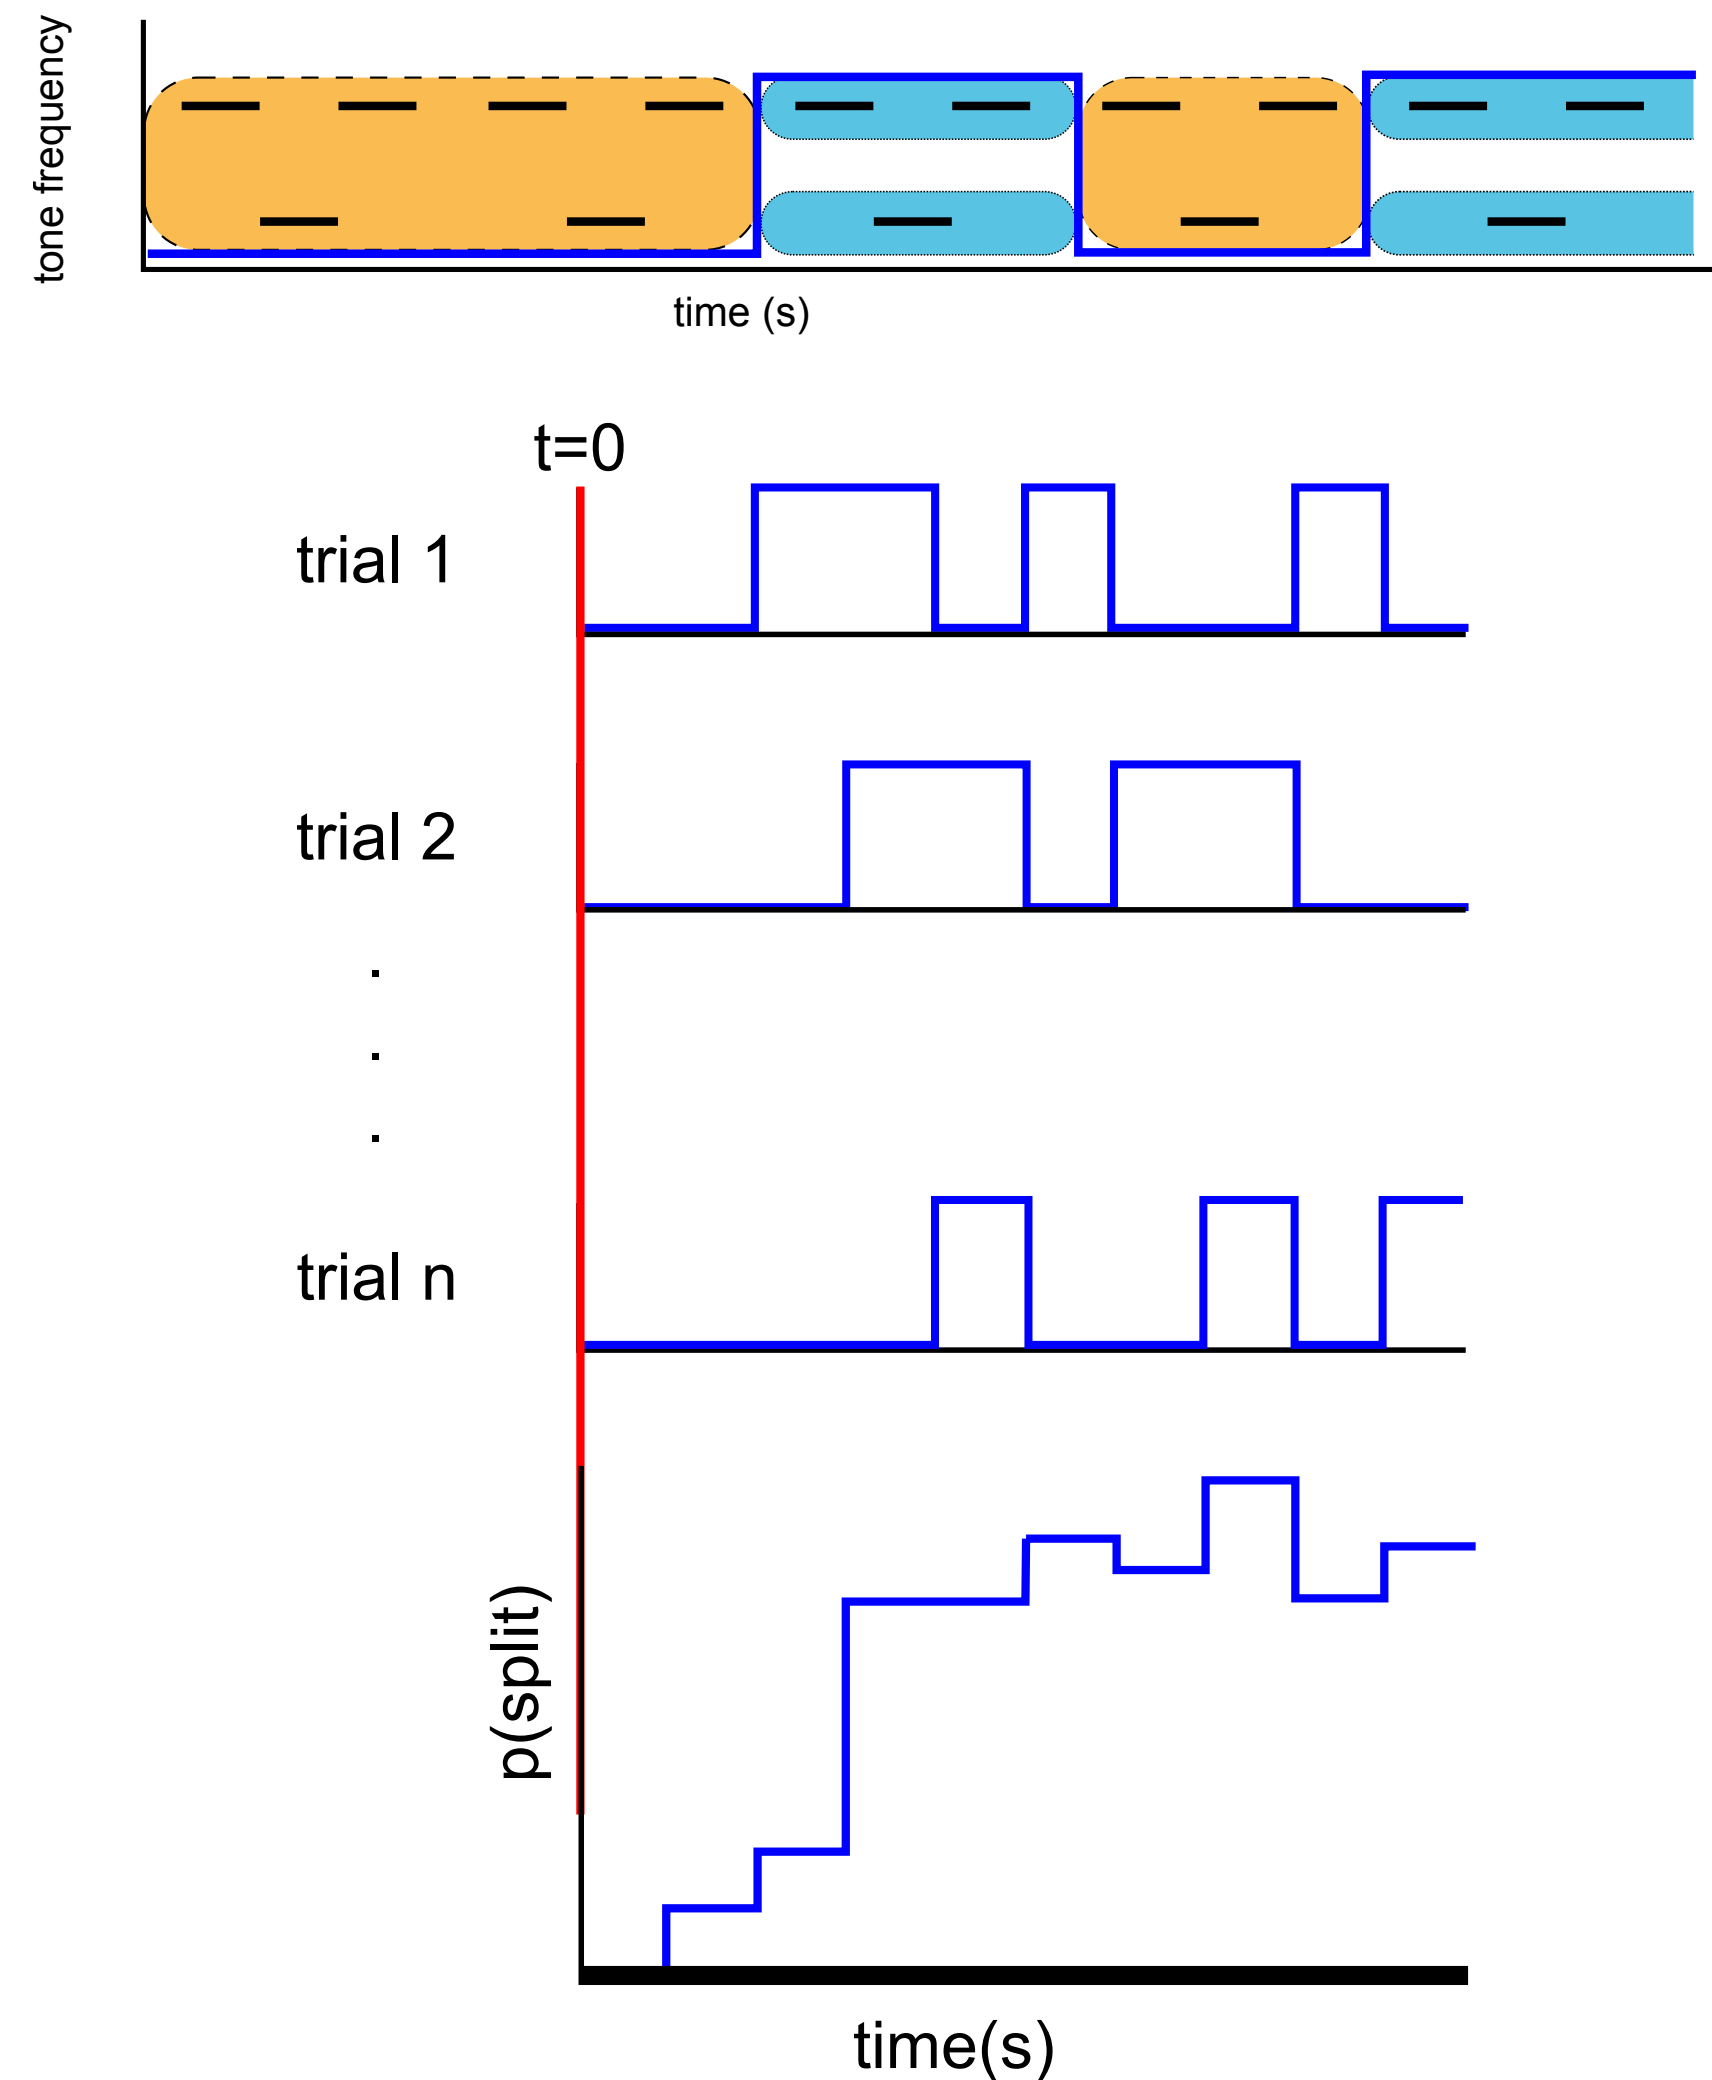 tone frequency
time (s)
t=0
trial 1
trial 2
.
.
.
trial n
p(split)
time(s)